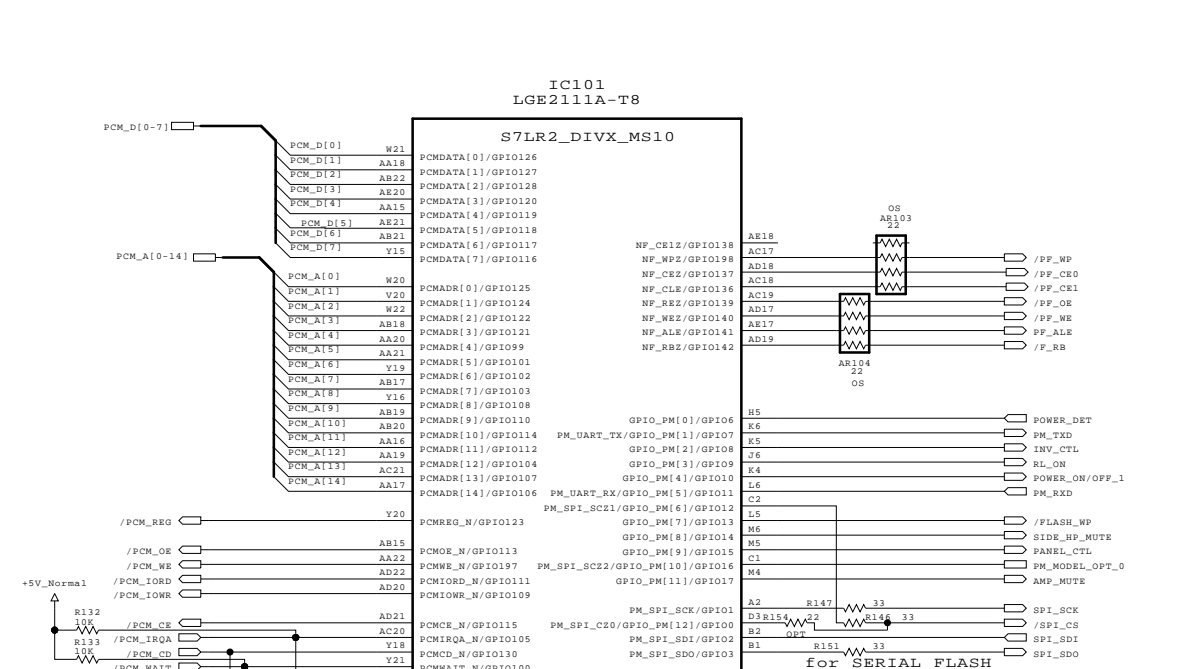 IC101
LGE2111A-T8
S7LR2_DIVX_MS10
PCM_D[0-7]
PCM_D[0] W21 PCMDATA[0]/GPIO126
PCM_D[1] AA18 PCMDATA[1]/GPIO127
PCM_D[2] AB22 PCMDATA[2]/GPIO128
PCM_D[3] AE20 PCMDATA[3]/GPIO120
PCM_D[4] AA15 PCMDATA[4]/GPIO119
PCM_D[5] AE21 PCMDATA[5]/GPIO118
PCM_D[6] AB21 PCMDATA[6]/GPIO117
PCM_D[7] Y15 PCMDATA[7]/GPIO116
PCM_A[0-14]
PCM_A[0] W20 PCMADR[0]/GPIO125
PCM_A[1] V20 PCMADR[1]/GPIO124
PCM_A[2] W22 PCMADR[2]/GPIO122
PCM_A[3] AB18 PCMADR[3]/GPIO121
PCM_A[4] AA20 PCMADR[4]/GPIO99
PCM_A[5] AA21 PCMADR[5]/GPIO101
PCM_A[6] Y19 PCMADR[6]/GPIO102
PCM_A[7] AB17 PCMADR[7]/GPIO103
PCM_A[8] Y16 PCMADR[8]/GPIO108
PCM_A[9] AB19 PCMADR[9]/GPIO110
PCM_A[10] AB20 PCMADR[10]/GPIO114
PCM_A[11] AA16 PCMADR[11]/GPIO112
PCM_A[12] AA19 PCMADR[12]/GPIO104
PCM_A[13] AC21 PCMADR[13]/GPIO107
PCM_A[14] AA17 PCMADR[14]/GPIO106
/PCM_REG Y20 PCMREG_N/GPIO123
/PCM_OE AB15 PCMOE_N/GPIO113
/PCM_WE AA22 PCMWE_N/GPIO197
/PCM_IORD AD22 PCMIORD_N/GPIO111
/PCM_IOWR AD20 PCMIOWR_N/GPIO109
+5V_Normal
R132
10K
R133
10K
/PCM_CE AD21 PCMCE_N/GPIO115
/PCM_IRQA AC20 PCMIRQA_N/GPIO105
/PCM_CD Y18 PCMCD_N/GPIO130
/PCM_WAIT Y21 PCMWAIT_N/GPIO100
OS
AR103
22
NF_CE1Z/GPIO138 AE18
NF_WPZ/GPIO198 AC17 /PF_WP
NF_CEZ/GPIO137 AD18 /PF_CE0
NF_CLE/GPIO136 AC18 /PF_CE1
NF_REZ/GPIO139 AC19 /PF_OE
NF_WEZ/GPIO140 AD17 /PF_WE
NF_ALE/GPIO141 AE17 PF_ALE
NF_RBZ/GPIO142 AD19 /F_RB
AR104
22
OS
GPIO_PM[0]/GPIO6 H5 POWER_DET
PM_UART_TX/GPIO_PM[1]/GPIO7 K6 PM_TXD
GPIO_PM[2]/GPIO8 K5 INV_CTL
GPIO_PM[3]/GPIO9 J6 RL_ON
GPIO_PM[4]/GPIO10 K4 POWER_ON/OFF_1
PM_UART_RX/GPIO_PM[5]/GPIO11 L6 PM_RXD
PM_SPI_SCZ1/GPIO_PM[6]/GPIO12 C2
GPIO_PM[7]/GPIO13 L5 /FLASH_WP
GPIO_PM[8]/GPIO14 M6 SIDE_HP_MUTE
GPIO_PM[9]/GPIO15 M5 PANEL_CTL
PM_SPI_SCZ2/GPIO_PM[10]/GPIO16 C1 PM_MODEL_OPT_0
GPIO_PM[11]/GPIO17 M4 AMP_MUTE
PM_SPI_SCK/GPIO1 A2 R147 33 SPI_SCK
PM_SPI_CZ0/GPIO_PM[12]/GPIO0 D3 R154 22 R146 33 /SPI_CS
OPT
PM_SPI_SDI/GPIO2 B2 SPI_SDI
PM_SPI_SDO/GPIO3 B1 R151 33 SPI_SDO
for SERIAL FLASH